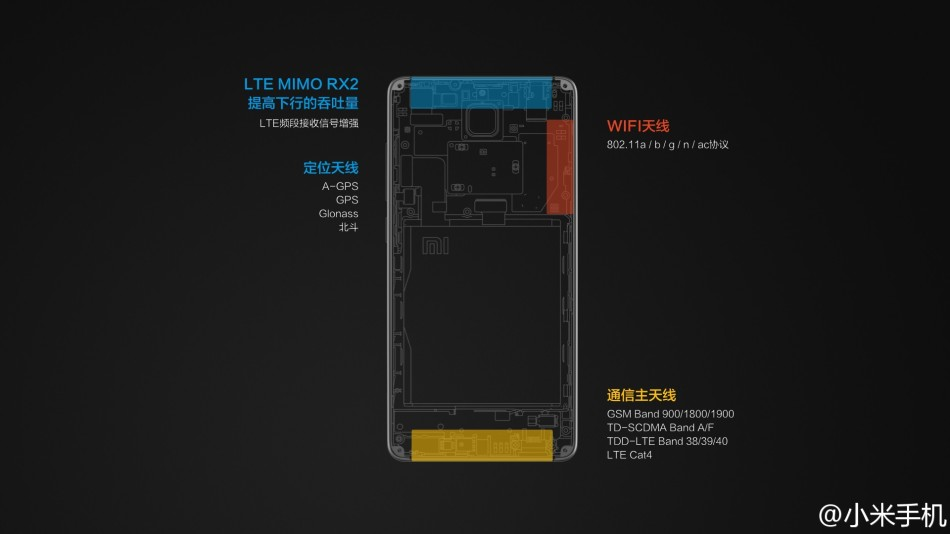 LTE MIMO RX2
提高下行的吞吐量
LTE频段接收信号增强
定位天线
A-GPS
GPS
Glonass
北斗
WIFI天线
802.11a / b / g / n / ac协议
mi
通信主天线
GSM Band 900/1800/1900
TD-SCDMA Band A/F
TDD-LTE Band 38/39/40
LTE Cat4
@小米手机